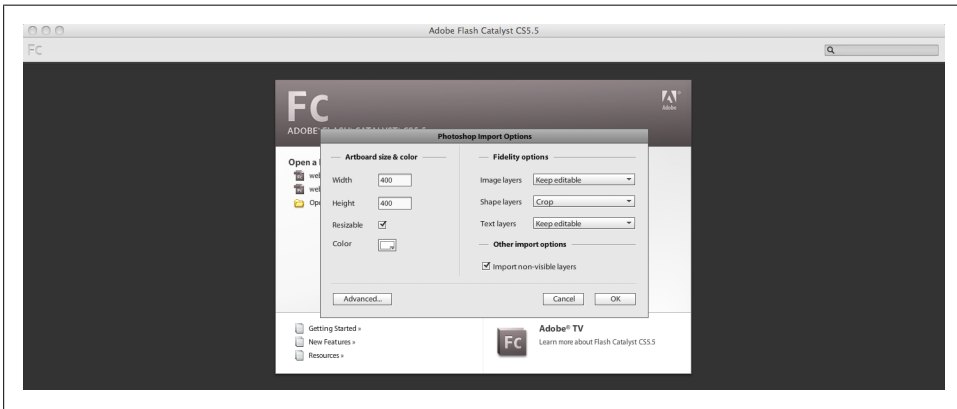 Adobe Flash Catalyst CS5.5
Fc
Fc
Adobe
ADOBE®
Photoshop Import Options
Open a
wel
wel
Ope
Artboard size & color
Width 400
Height 400
Resizable
Color
Fidelity options
Image layers Keep editable
Shape layers Crop
Text layers Keep editable
Other import options
Import non-visible layers
Advanced... Cancel OK
Getting Started »
New Features »
Resources »
Fc
Adobe® TV
Learn more about Flash Catalyst CS5.5